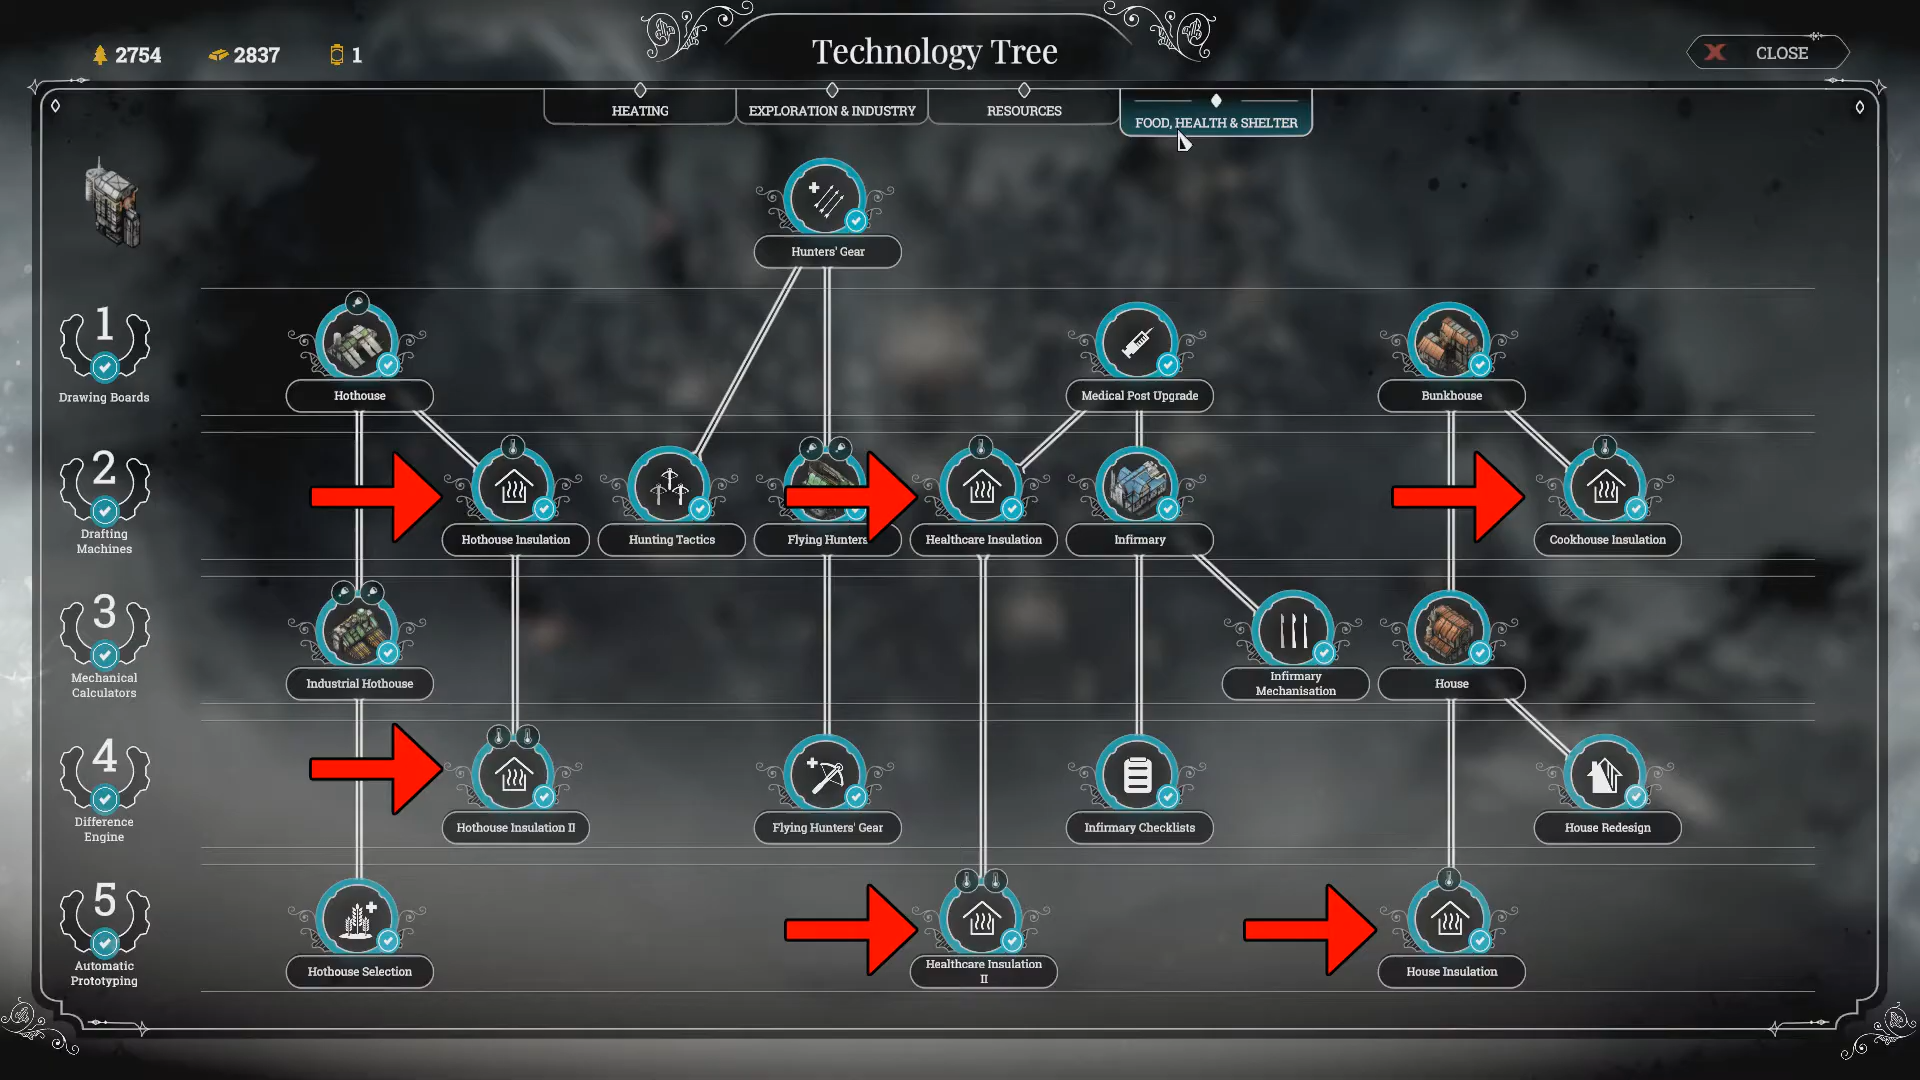 2754 2837 1
Technology Tree
CLOSE
HEATING EXPLORATION & INDUSTRY RESOURCES FOOD, HEALTH & SHELTER
Hunters' Gear
1
Drawing Boards
Hothouse Medical Post Upgrade Bunkhouse
2
Drafting
Machines
Hothouse Insulation Hunting Tactics Flying Hunters Healthcare Insulation Infirmary Cookhouse Insulation
3
Mechanical
Calculators
Industrial Hothouse Infirmary
Mechanisation House
4
Difference
Engine
Hothouse Insulation II Flying Hunters' Gear Infirmary Checklists House Redesign
5
Automatic
Prototyping
Hothouse Selection Healthcare Insulation
II House Insulation